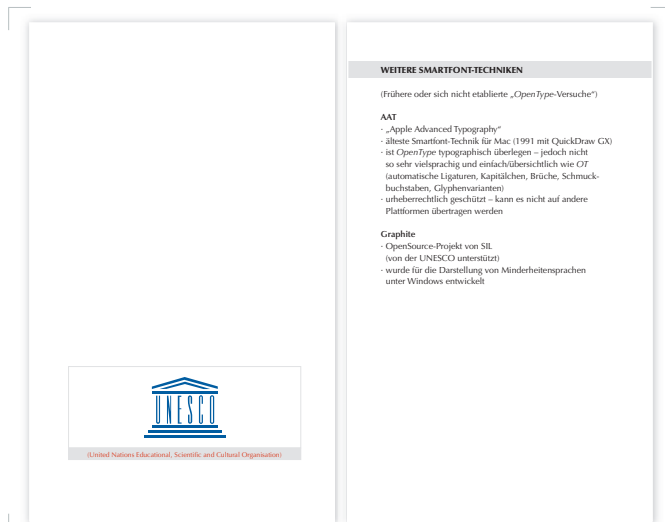 UNESCO
(United Nations Educational, Scientific and Cultural Organisation)
WEITERE SMARTFONT-TECHNIKEN
(Frühere oder sich nicht etablierte „OpenType-Versuche“)
AAT
- „Apple Advanced Typography“
- älteste Smartfont-Technik für Mac (1991 mit QuickDraw GX)
- ist OpenType typographisch überlegen – jedoch nicht
so sehr vielsprachig und einfach/übersichtlich wie OT
(automatische Ligaturen, Kapitälchen, Brüche, Schmuck-
buchstaben, Glyphenvarianten)
- urheberrechtlich geschützt – kann es nicht auf andere
Plattformen übertragen werden
Graphite
- OpenSource-Projekt von SIL
(von der UNESCO unterstützt)
- wurde für die Darstellung von Minderheitensprachen
unter Windows entwickelt